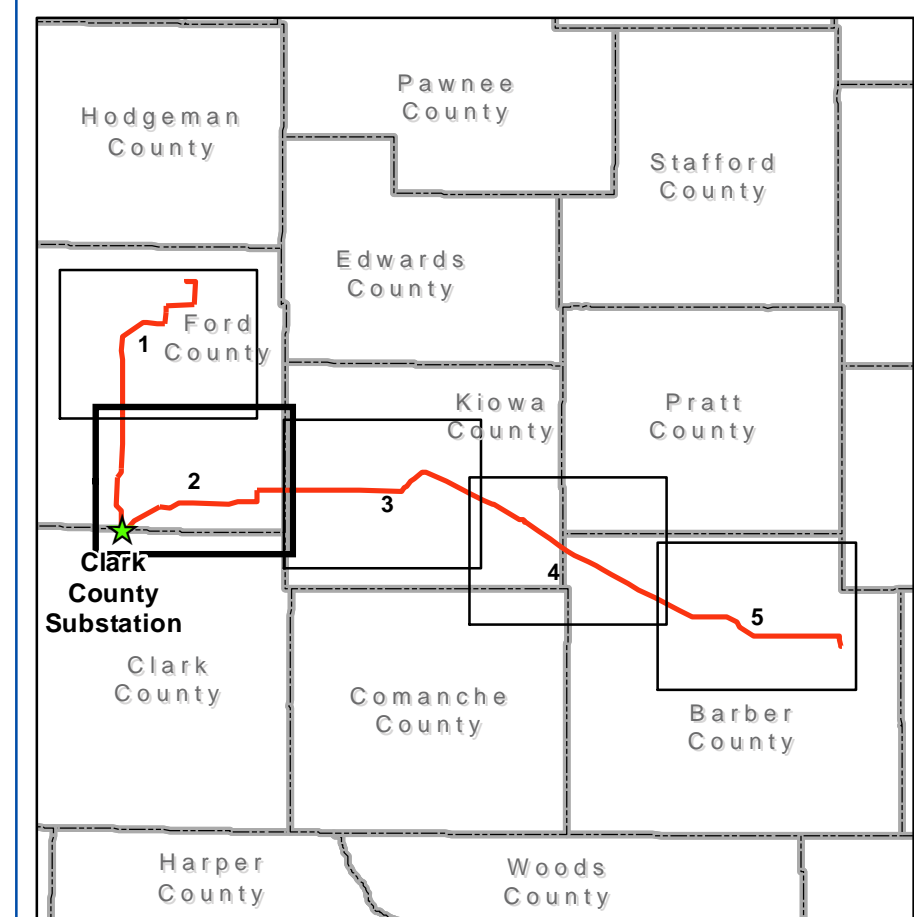 Pawnee
County
Hodgeman
County
Stafford
County
Edwards
County
Ford
County
1
Kiowa
County
Pratt
County
2
3
Clark
County
Substation
4
5
Clark
County
Comanche
County
Barber
County
Harper
County
Woods
County